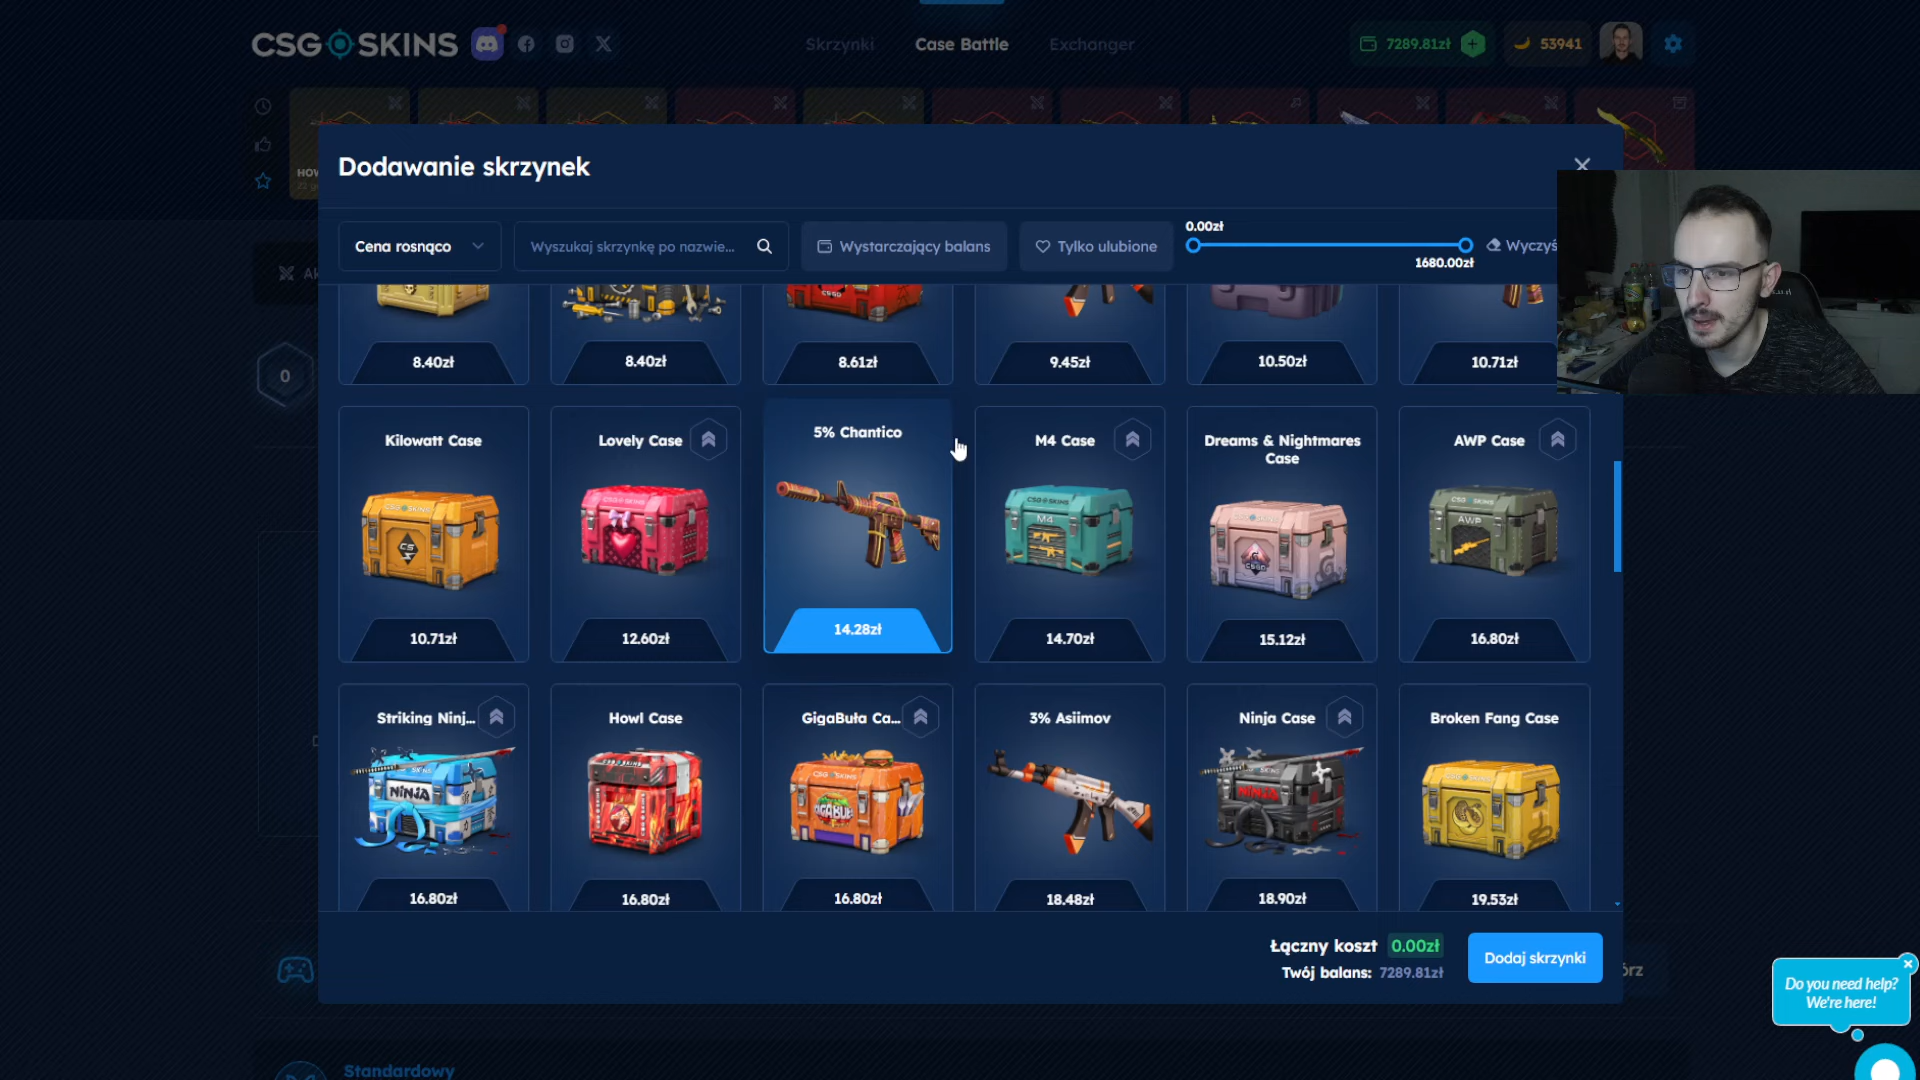 CSG SKINS
Skrzynki
Case Battle
Exchanger
7289.81zł
53941
Dodawanie skrzynek
Cena rosnąco
Wyszukaj skrzynkę po nazwie...
Wystarczający balans
Tylko ulubione
0.00zł
1680.00zł
Wyczyś
0
8.40zł
8.40zł
8.61zł
9.45zł
10.50zł
10.71zł
Kilowatt Case
Lovely Case
5% Chantico
M4 Case
Dreams & Nightmares
Case
AWP Case
10.71zł
12.60zł
14.28zł
14.70zł
15.12zł
16.80zł
Striking Ninj...
Howl Case
GigaBuła Ca...
3% Asiimov
Ninja Case
Broken Fang Case
16.80zł
16.80zł
16.80zł
18.48zł
18.90zł
19.53zł
Łączny koszt 0.00zł
Twój balans: 7289.81zł
Dodaj skrzynki
órz
Do you need help?
We're here!
Standardowy